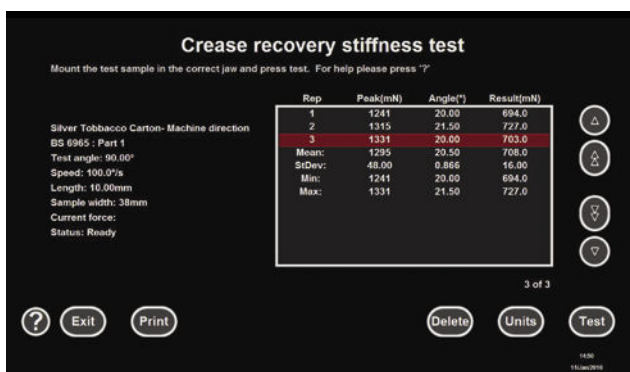 Crease recovery stiffness test
Mount the test sample in the correct jaw and press test. For help please press '?'
Silver Tobbacco Carton- Machine direction
BS 6965 : Part 1
Test angle: 90.00°
Speed: 100.0°/s
Length: 10.00mm
Sample width: 38mm
Current force:
Status: Ready
Rep Peak(mN) Angle(°) Result(mN)
1 1241 20.00 694.0
2 1315 21.50 727.0
3 1331 20.00 703.0
Mean: 1295 20.50 708.0
StDev: 48.00 0.866 16.00
Min: 1241 20.00 694.0
Max: 1331 21.50 727.0
3 of 3
? Exit Print Delete Units Test
14:50
11/Jan/2010